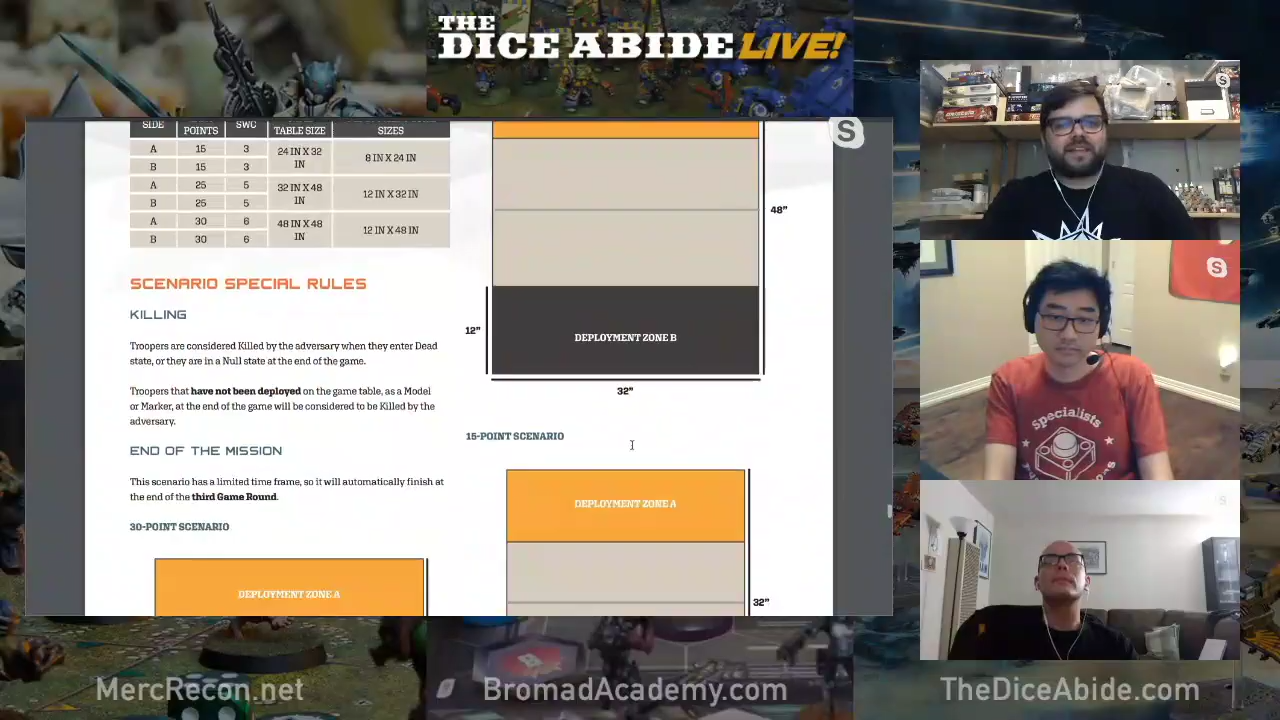 THE
DICE ABIDE LIVE!
SIDE POINTS SWC TABLE SIZE SIZES
A 15 3 24 IN X 32 IN 8 IN X 24 IN
B 15 3
A 25 5 32 IN X 48 IN 12 IN X 32 IN
B 25 5
A 30 6 48 IN X 48 IN 12 IN X 48 IN
B 30 6
SCENARIO SPECIAL RULES
KILLING
Troopers are considered Killed by the adversary when they enter Dead
state, or they are in a Null state at the end of the game.
Troopers that have not been deployed on the game table, as a Model
or Marker, at the end of the game will be considered to be Killed by the
adversary.
END OF THE MISSION
This scenario has a limited time frame, so it will automatically finish at
the end of the third Game Round.
30-POINT SCENARIO
DEPLOYMENT ZONE A
48"
12"
DEPLOYMENT ZONE B
32"
15-POINT SCENARIO
DEPLOYMENT ZONE A
32"
S
S
S
Specialists
S
MercRecon.net
BromadAcademy.com
TheDiceAbide.com